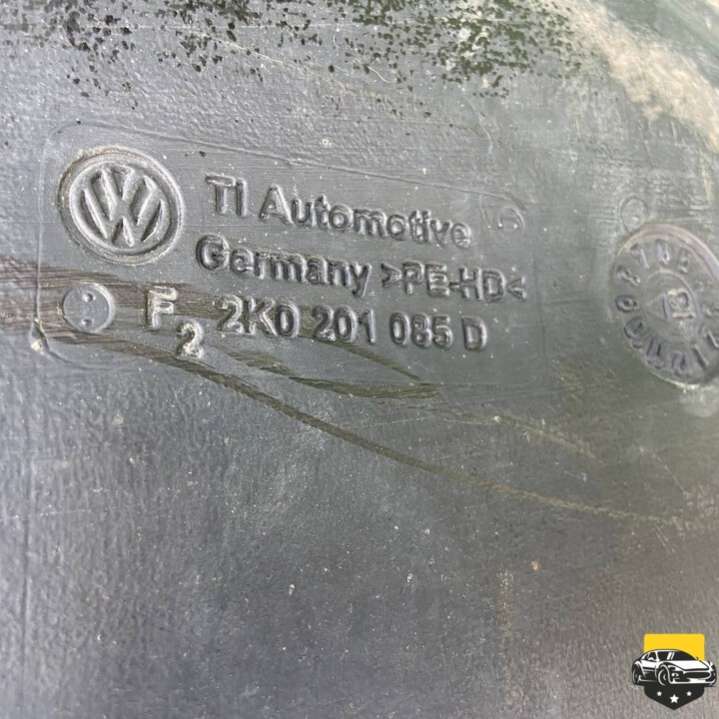 TI Automotive
Germany >PE-HD<
F2 2K0 201 085 D